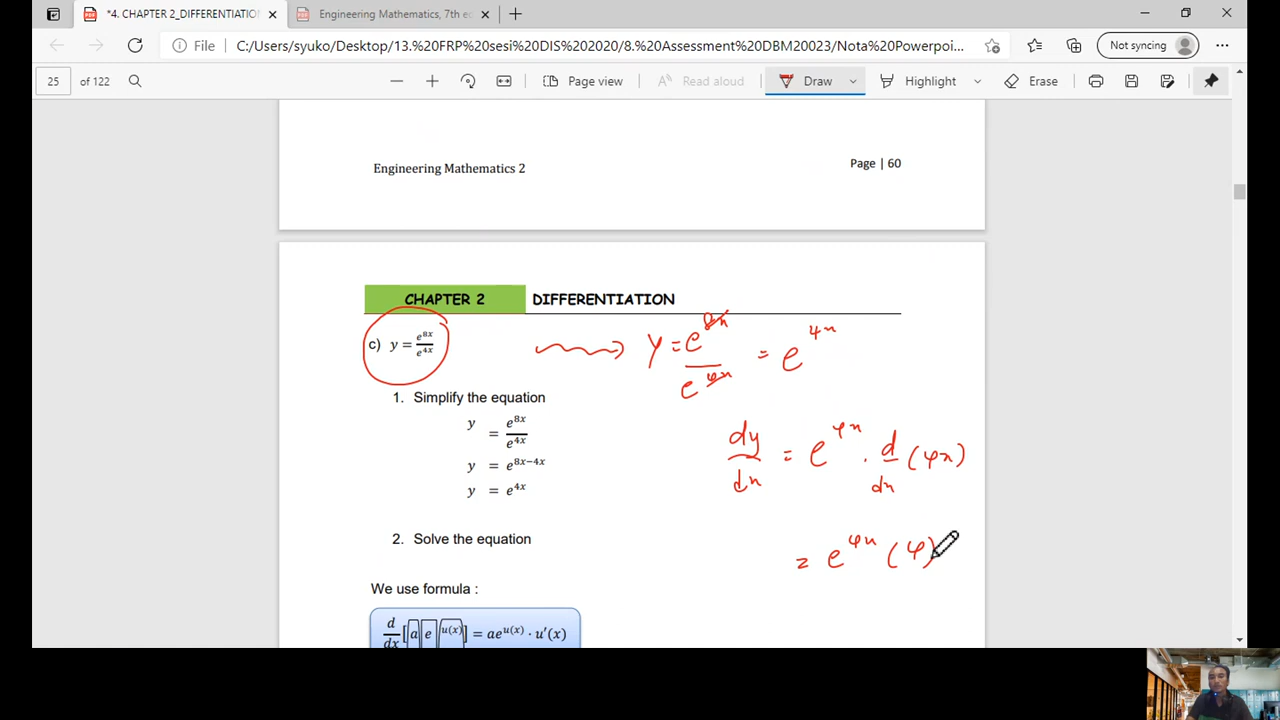 *4. CHAPTER 2_DIFFERENTIATIO
Engineering Mathematics, 7th e
File
C:/Users/syuko/Desktop/13.%20FRP%20sesi%20DIS%202020/8.%20Assessment%20DBM20023/Nota%20Powerpoi...
Not syncing
25 of 122
Page view
Read aloud
Draw
Highlight
Erase
Engineering Mathematics 2
Page | 60
CHAPTER 2 DIFFERENTIATION
c) y = e^8x / e^4x
y = e^8x / e^4x = e^4x
1. Simplify the equation
y = e^8x / e^4x
y = e^8x−4x
y = e^4x
dy/dx = e^4x . d/dx (4x)
2. Solve the equation
= e^4x (4)
We use formula :
d/dx [a e^u(x)] = ae^u(x) · u′(x)